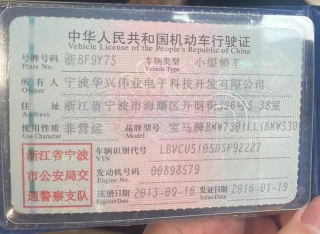 中华人民共和国机动车行驶证
Vehicle License of the People's Republic of China
号牌号码 浙BF9Y75 车辆类型 小型轿车
Plate No. Vehicle Type
所有人 宁波华兴伟业电子科技开发有限公司
Owner
住址 浙江省宁波市海曙区开明街396号5-38室
Address
使用性质 非营运 品牌型号 宝马牌BMW730ILL(BMW730
Use Character Model
浙江省宁波
市公安局交
通警察支队
车辆识别代号 LBVCU5105DSF92227
VIN
发动机号码 00898579
Engine No.
注册日期 2013-09-16 发证日期 2016-01-19
Register Date Issue Date